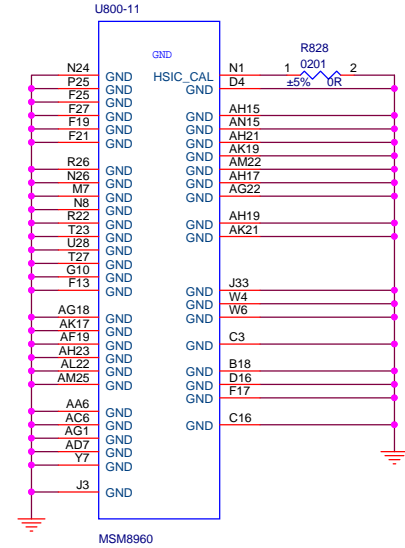 U800-11
GND
R828
N24 GND HSIC_CAL N1 1 0201 2
P25 GND GND D4 ±5% 0R
F25 GND
F27 GND GND AH15
F19 GND GND AN15
F21 GND GND AH21
GND AK19
R26 GND GND AM22
N26 GND GND AH17
M7 GND GND AG22
N8 GND
R22 GND GND AH19
T23 GND GND AK21
U28 GND
T27 GND
G10 GND
F13 GND GND J33
GND W4
AG18 GND GND W6
AK17 GND
AF19 GND GND C3
AH23 GND
AL22 GND GND B18
AM25 GND GND D16
GND F17
AA6 GND
AC6 GND GND C16
AG1 GND
AD7 GND
Y7 GND
J3 GND
MSM8960